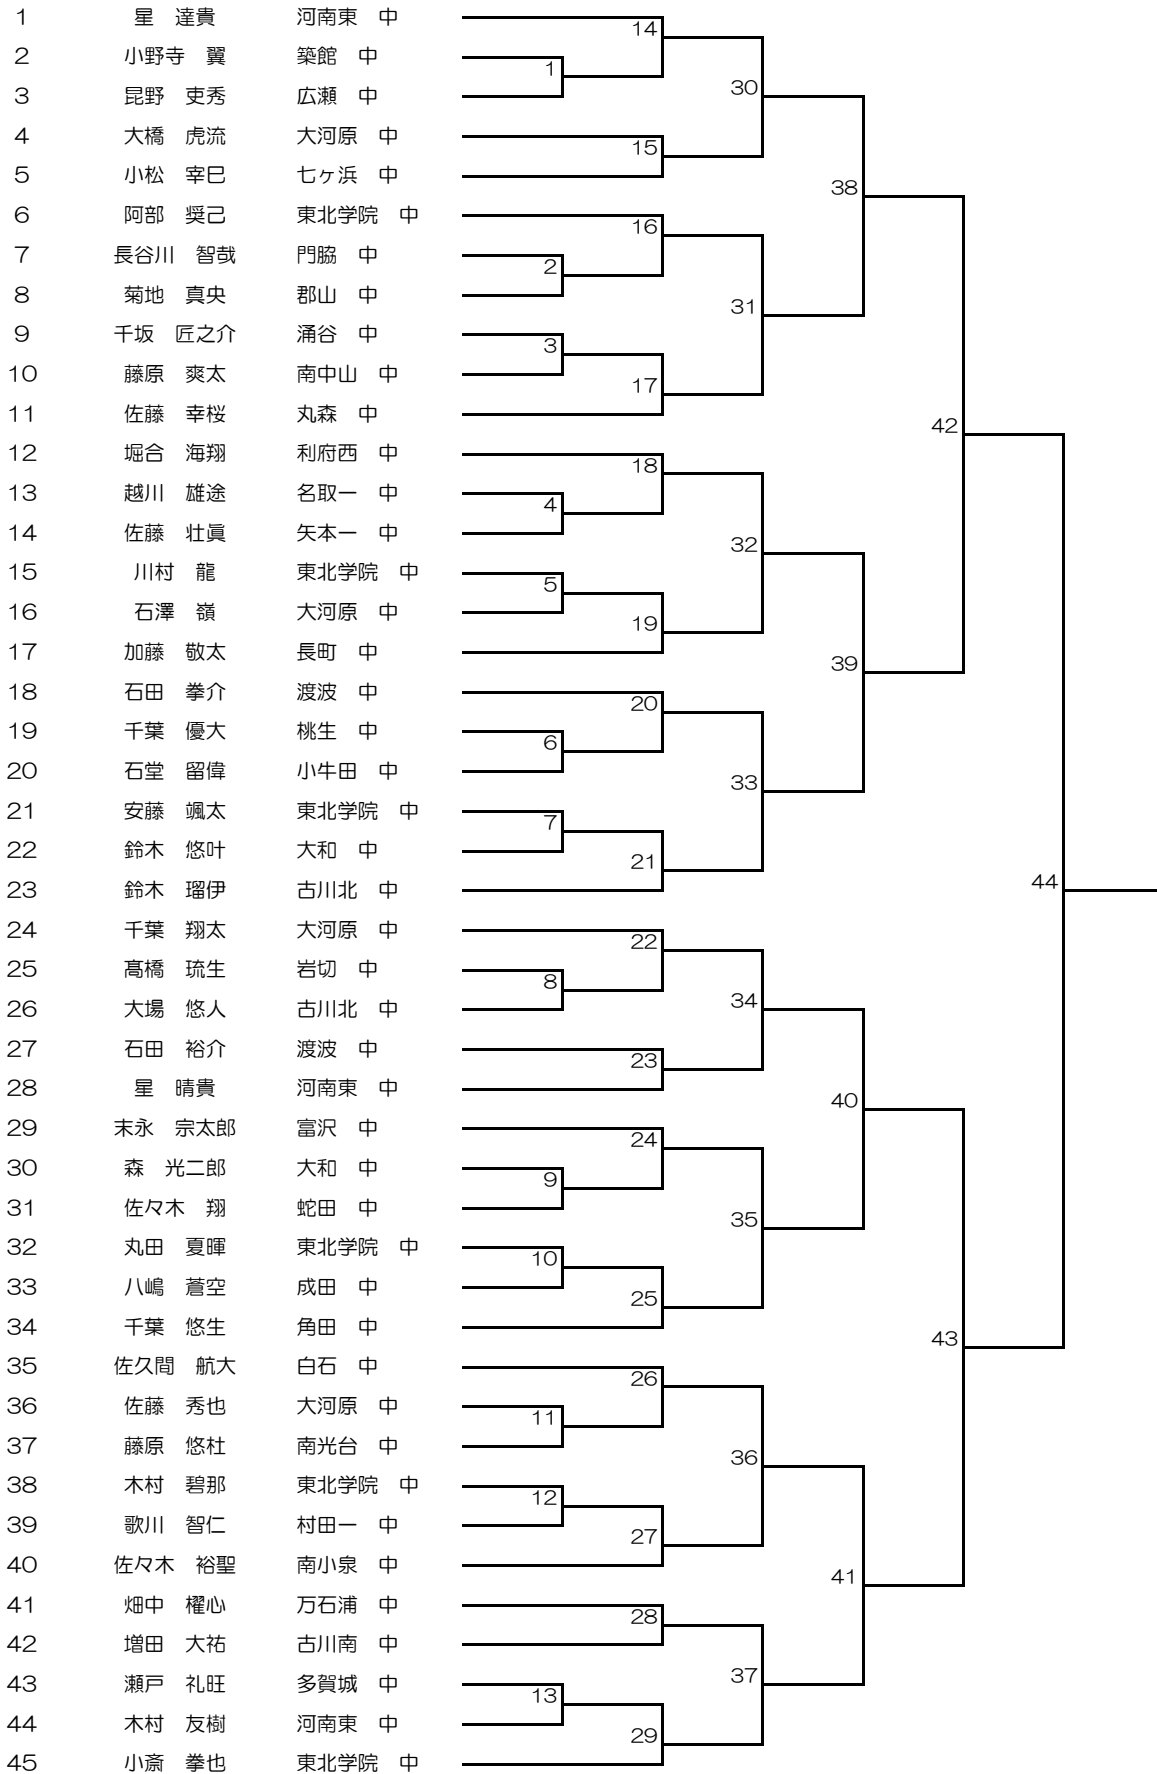 1 星 達貴 河南東 中
14
2 小野寺 翼 築館 中
1
30
3 昆野 吏秀 広瀬 中
4 大橋 虎流 大河原 中
15
5 小松 宰巳 七ヶ浜 中
38
6 阿部 奨己 東北学院 中
16
7 長谷川 智哉 門脇 中
2
8 菊地 真央 郡山 中
31
9 千坂 匠之介 涌谷 中
3
10 藤原 爽太 南中山 中
17
11 佐藤 幸桜 丸森 中
42
12 堀合 海翔 利府西 中
18
13 越川 雄途 名取一 中
4
14 佐藤 壮眞 矢本一 中
32
15 川村 龍 東北学院 中
5
16 石澤 嶺 大河原 中
19
17 加藤 敬太 長町 中
39
18 石田 拳介 渡波 中
20
19 千葉 優大 桃生 中
6
20 石堂 留偉 小牛田 中
33
21 安藤 颯太 東北学院 中
7
22 鈴木 悠叶 大和 中
21
23 鈴木 瑠伊 古川北 中
44
24 千葉 翔太 大河原 中
22
25 髙橋 琉生 岩切 中
8
34
26 大場 悠人 古川北 中
27 石田 裕介 渡波 中
23
28 星 晴貴 河南東 中
40
29 末永 宗太郎 富沢 中
24
30 森 光二郎 大和 中
9
31 佐々木 翔 蛇田 中
35
32 丸田 夏暉 東北学院 中
10
33 八嶋 蒼空 成田 中
25
34 千葉 悠生 角田 中
43
35 佐久間 航大 白石 中
26
36 佐藤 秀也 大河原 中
11
37 藤原 悠杜 南光台 中
36
38 木村 碧那 東北学院 中
12
39 歌川 智仁 村田一 中
27
40 佐々木 裕聖 南小泉 中
41
41 畑中 櫂心 万石浦 中
28
42 増田 大祐 古川南 中
37
43 瀬戸 礼旺 多賀城 中
13
44 木村 友樹 河南東 中
29
45 小斎 拳也 東北学院 中